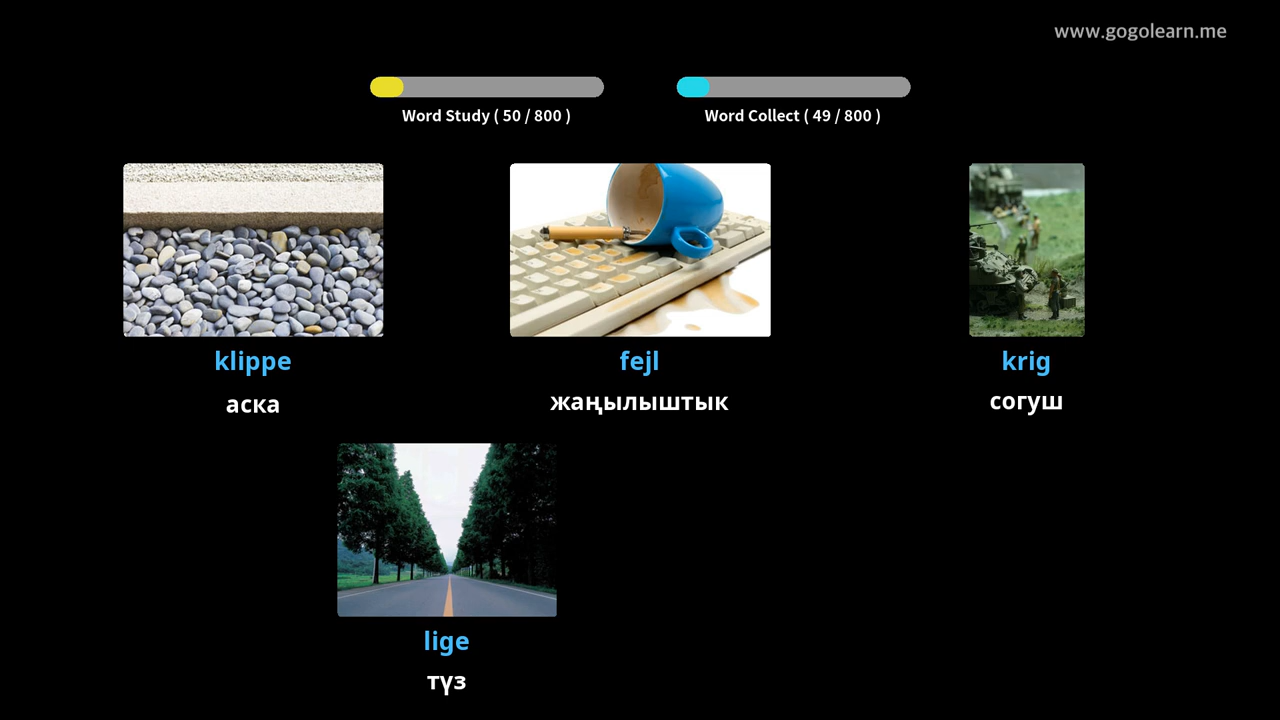 www.gogolearn.me
Word Study ( 50 / 800 )
Word Collect ( 49 / 800 )
klippe
аска
fejl
жаңылыштык
krig
согуш
lige
түз